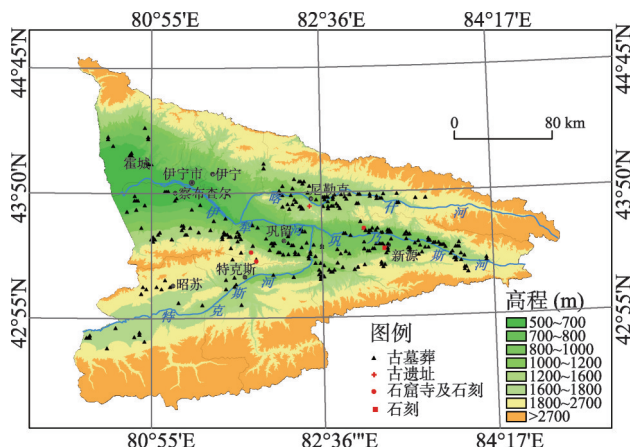 80°55'E 82°36'E 84°17'E
44°45'N 44°45'N
0 80 km
霍城
伊宁市 伊宁
察布查尔
尼勒克
43°50'N 43°50'N
喀 什 河
伊 犁 河
巩留
巩 乃 斯 河
新源
特克斯
昭苏
特 克 斯 河
42°55'N 42°55'N
图例
古墓葬
古遗址
石窟寺及石刻
石刻
高程 (m)
500~700
700~800
800~1000
1000~1200
1200~1600
1600~1800
1800~2700
>2700
80°55'E 82°36'"E 84°17'E